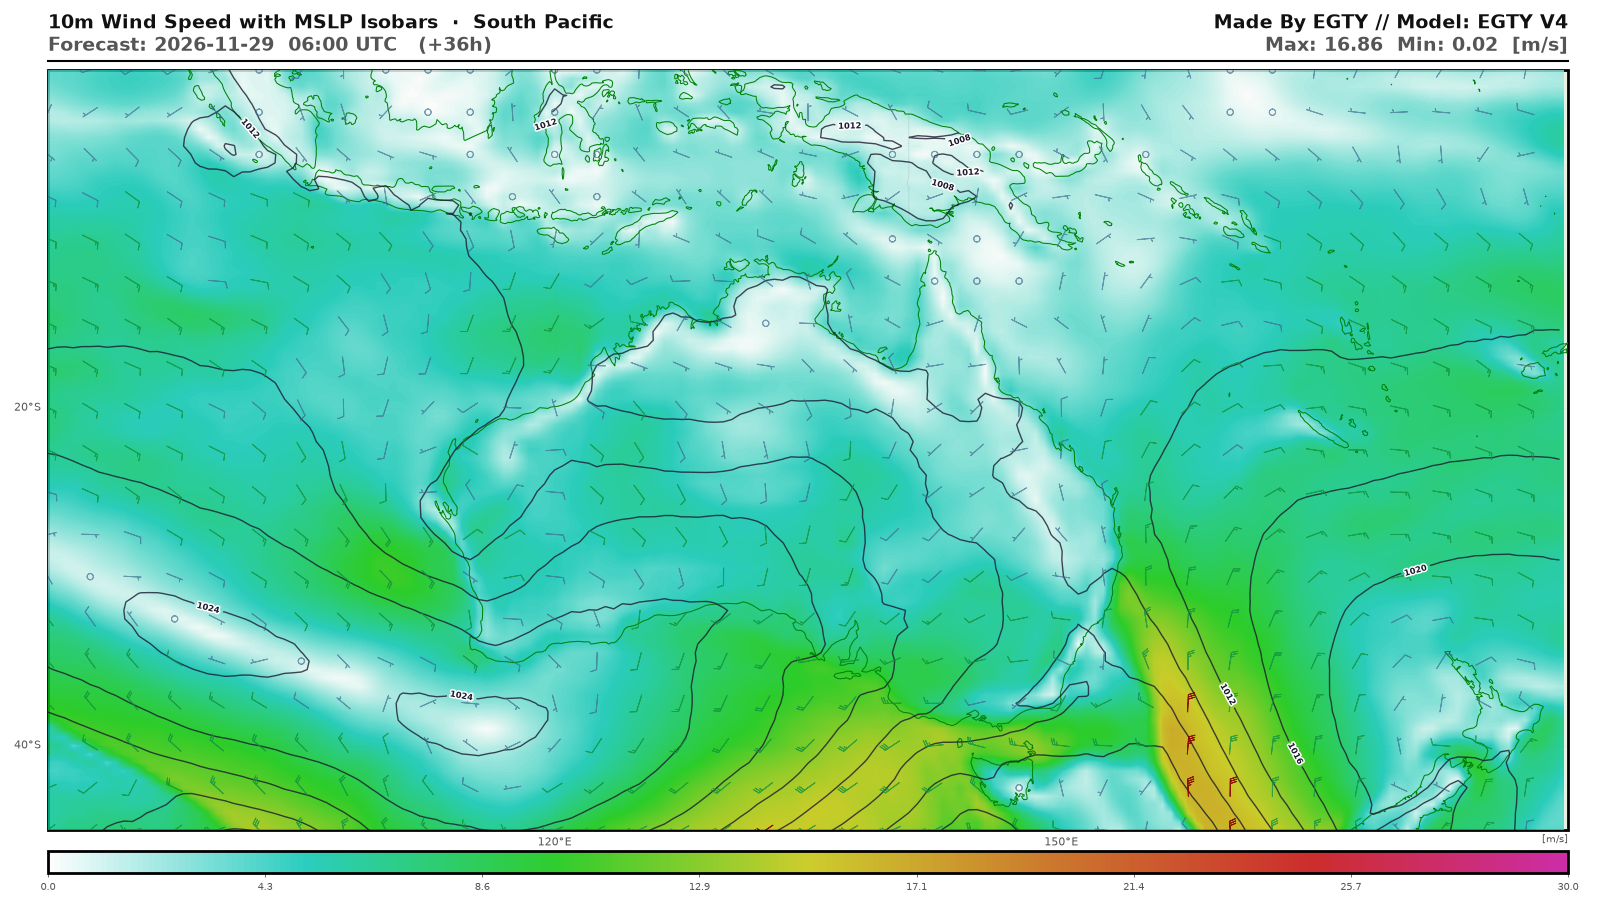 10m Wind Speed with MSLP Isobars · South Pacific
Made By EGTY // Model: EGTY V4
Forecast: 2026-11-29 06:00 UTC (+36h)
Max: 16.86 Min: 0.02 [m/s]
1012
1012
1012
1008
1012
1008
20°S
1020
1024
1024
1012
1016
40°S
120°E
150°E
[m/s]
0.0
4.3
8.6
12.9
17.1
21.4
25.7
30.0